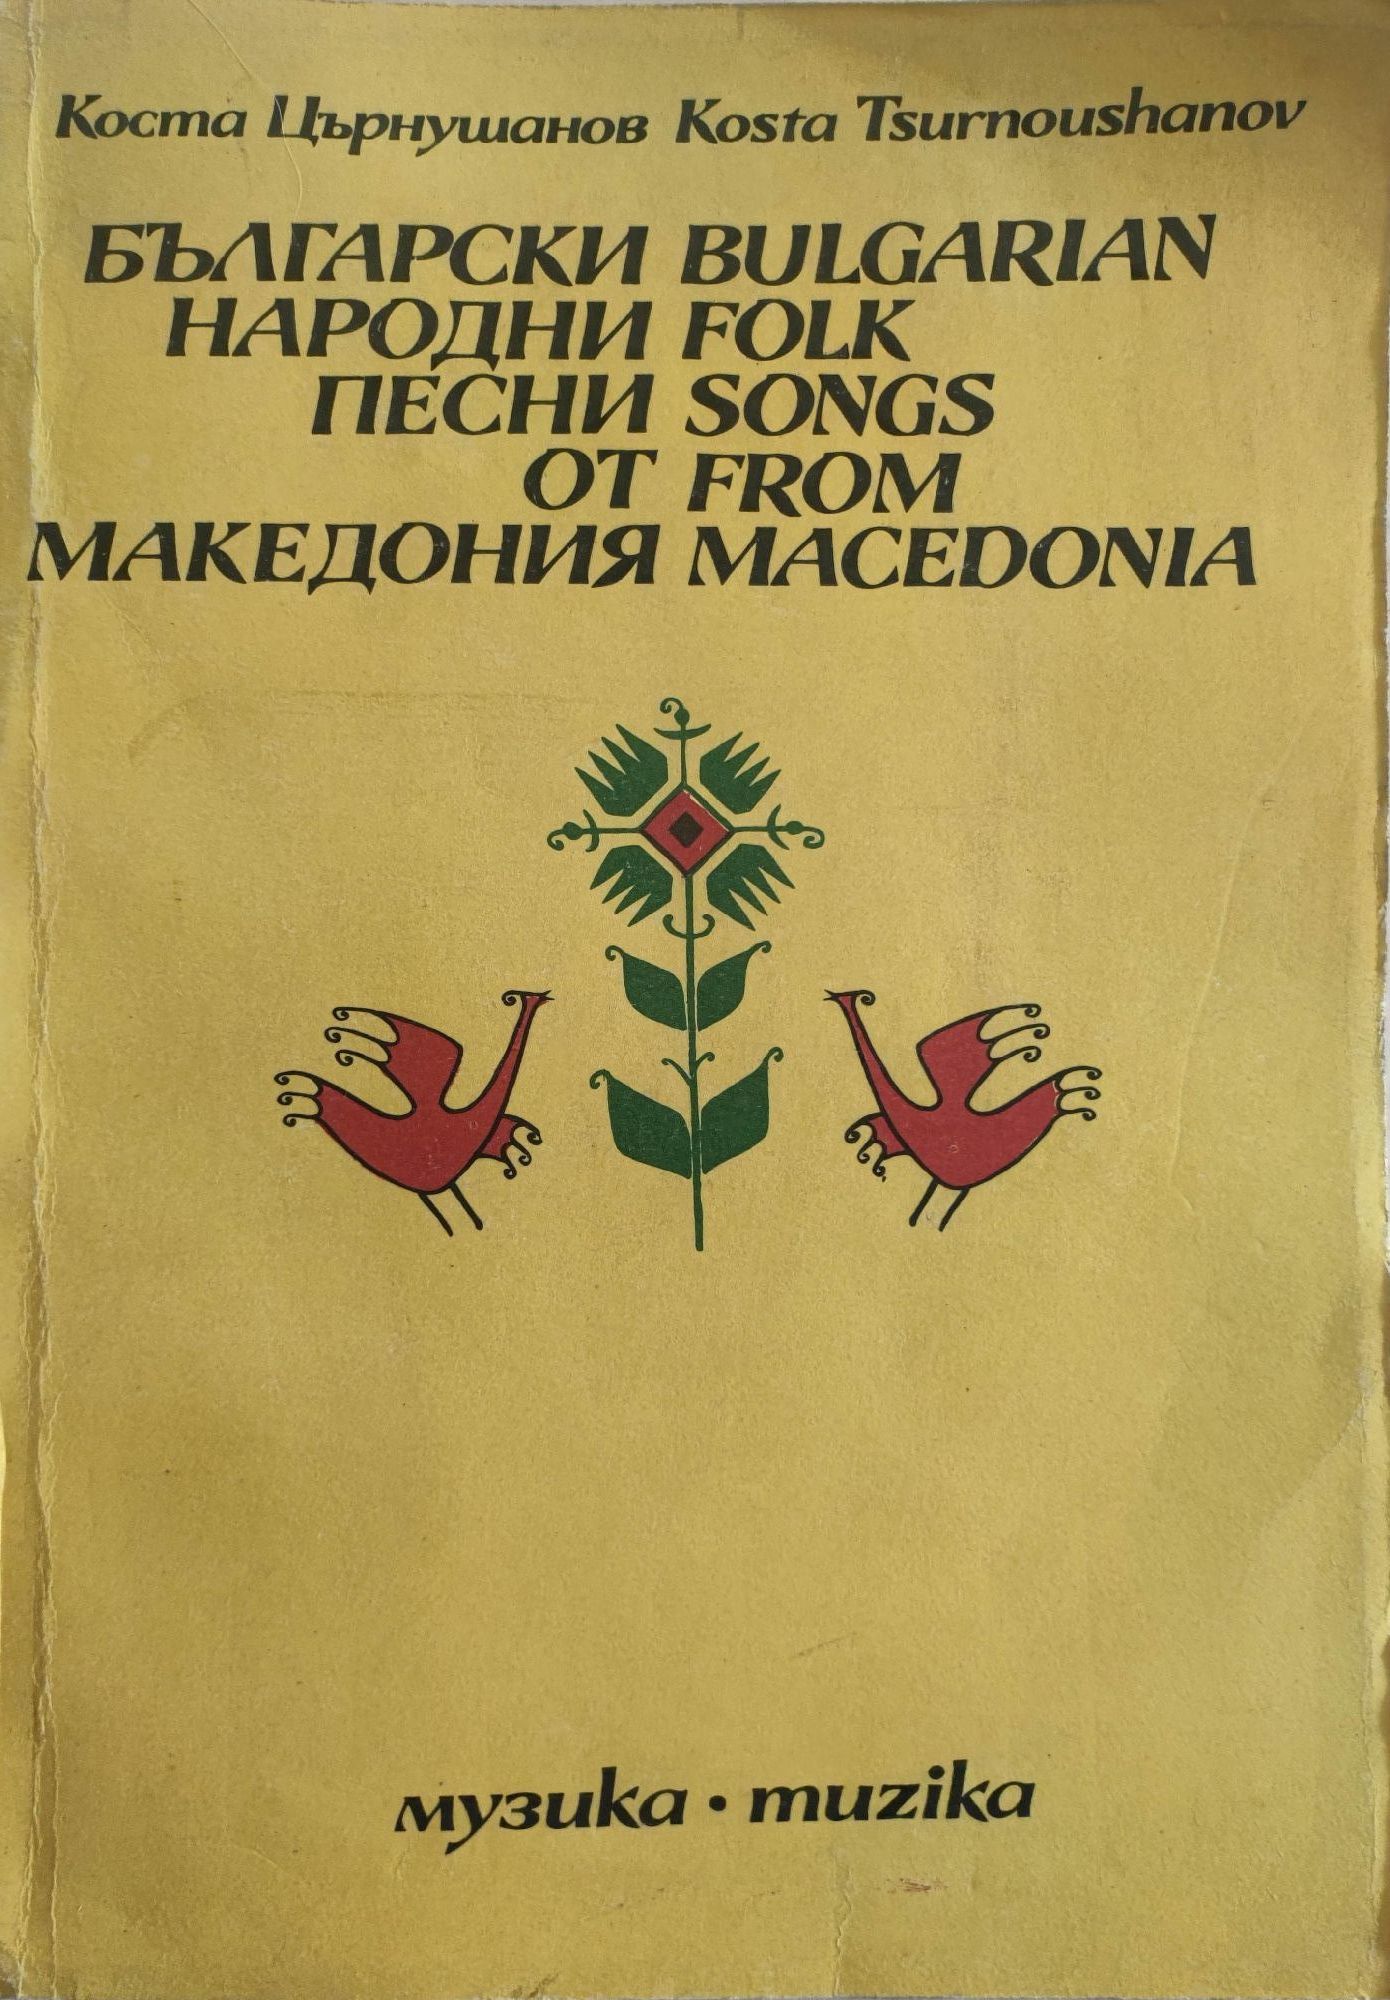 Коста Църнушанов Kosta Tsurnoushanov
БЪЛГАРСКИ BULGARIAN
НАРОДНИ FOLK
ПЕСНИ SONGS
ОТ FROM
МАКЕДОНИЯ MACEDONIA
музика • muzika